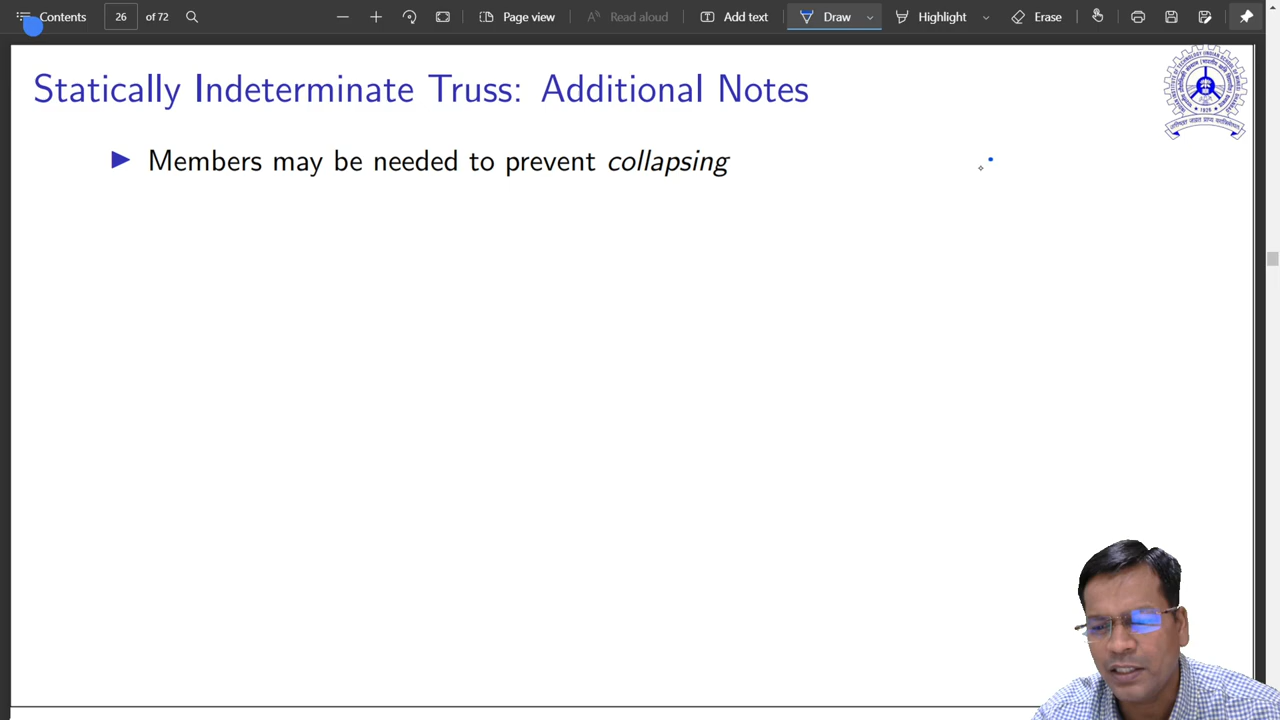 Contents 26 of 72 Page view Read aloud Add text Draw Highlight Erase
Statically Indeterminate Truss: Additional Notes
Members may be needed to prevent collapsing